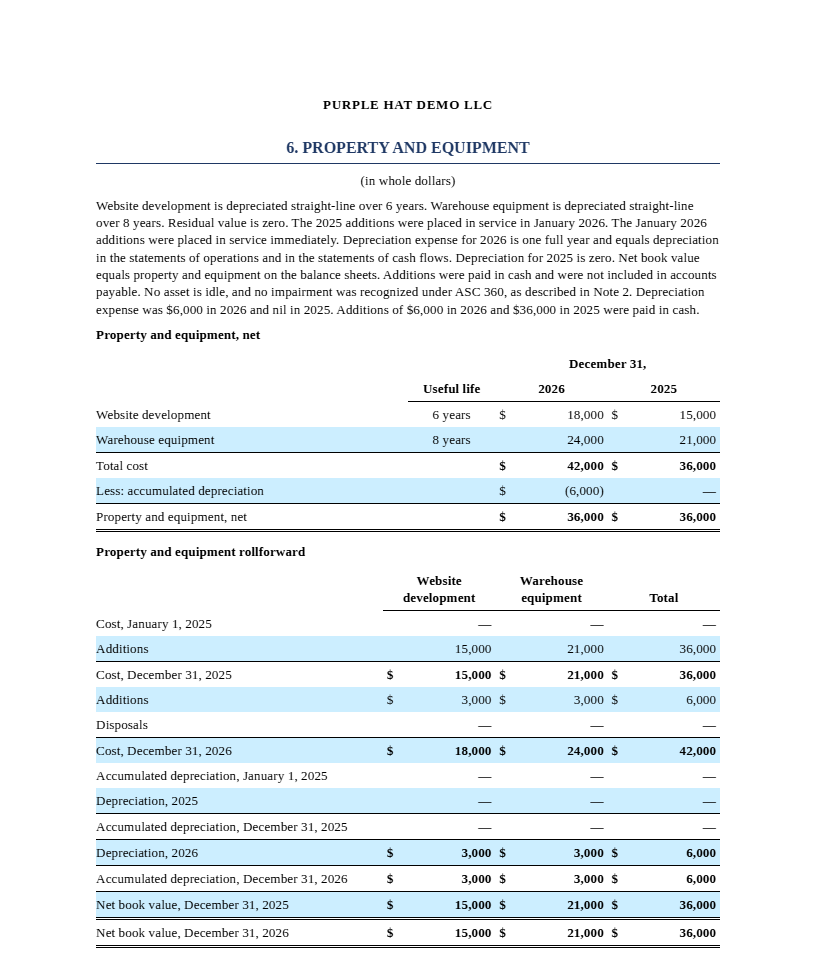 PURPLE HAT DEMO LLC
6. PROPERTY AND EQUIPMENT
(in whole dollars)
Website development is depreciated straight-line over 6 years. Warehouse equipment is depreciated straight-line
over 8 years. Residual value is zero. The 2025 additions were placed in service in January 2026. The January 2026
additions were placed in service immediately. Depreciation expense for 2026 is one full year and equals depreciation
in the statements of operations and in the statements of cash flows. Depreciation for 2025 is zero. Net book value
equals property and equipment on the balance sheets. Additions were paid in cash and were not included in accounts
payable. No asset is idle, and no impairment was recognized under ASC 360, as described in Note 2. Depreciation
expense was $6,000 in 2026 and nil in 2025. Additions of $6,000 in 2026 and $36,000 in 2025 were paid in cash.
Property and equipment, net
December 31,
Useful life 2026 2025
Website development 6 years $ 18,000 $ 15,000
Warehouse equipment 8 years 24,000 21,000
Total cost $ 42,000 $ 36,000
Less: accumulated depreciation $ (6,000) —
Property and equipment, net $ 36,000 $ 36,000
Property and equipment rollforward
Website Warehouse
development equipment Total
Cost, January 1, 2025 — — —
Additions 15,000 21,000 36,000
Cost, December 31, 2025 $ 15,000 $ 21,000 $ 36,000
Additions $ 3,000 $ 3,000 $ 6,000
Disposals — — —
Cost, December 31, 2026 $ 18,000 $ 24,000 $ 42,000
Accumulated depreciation, January 1, 2025 — — —
Depreciation, 2025 — — —
Accumulated depreciation, December 31, 2025 — — —
Depreciation, 2026 $ 3,000 $ 3,000 $ 6,000
Accumulated depreciation, December 31, 2026 $ 3,000 $ 3,000 $ 6,000
Net book value, December 31, 2025 $ 15,000 $ 21,000 $ 36,000
Net book value, December 31, 2026 $ 15,000 $ 21,000 $ 36,000